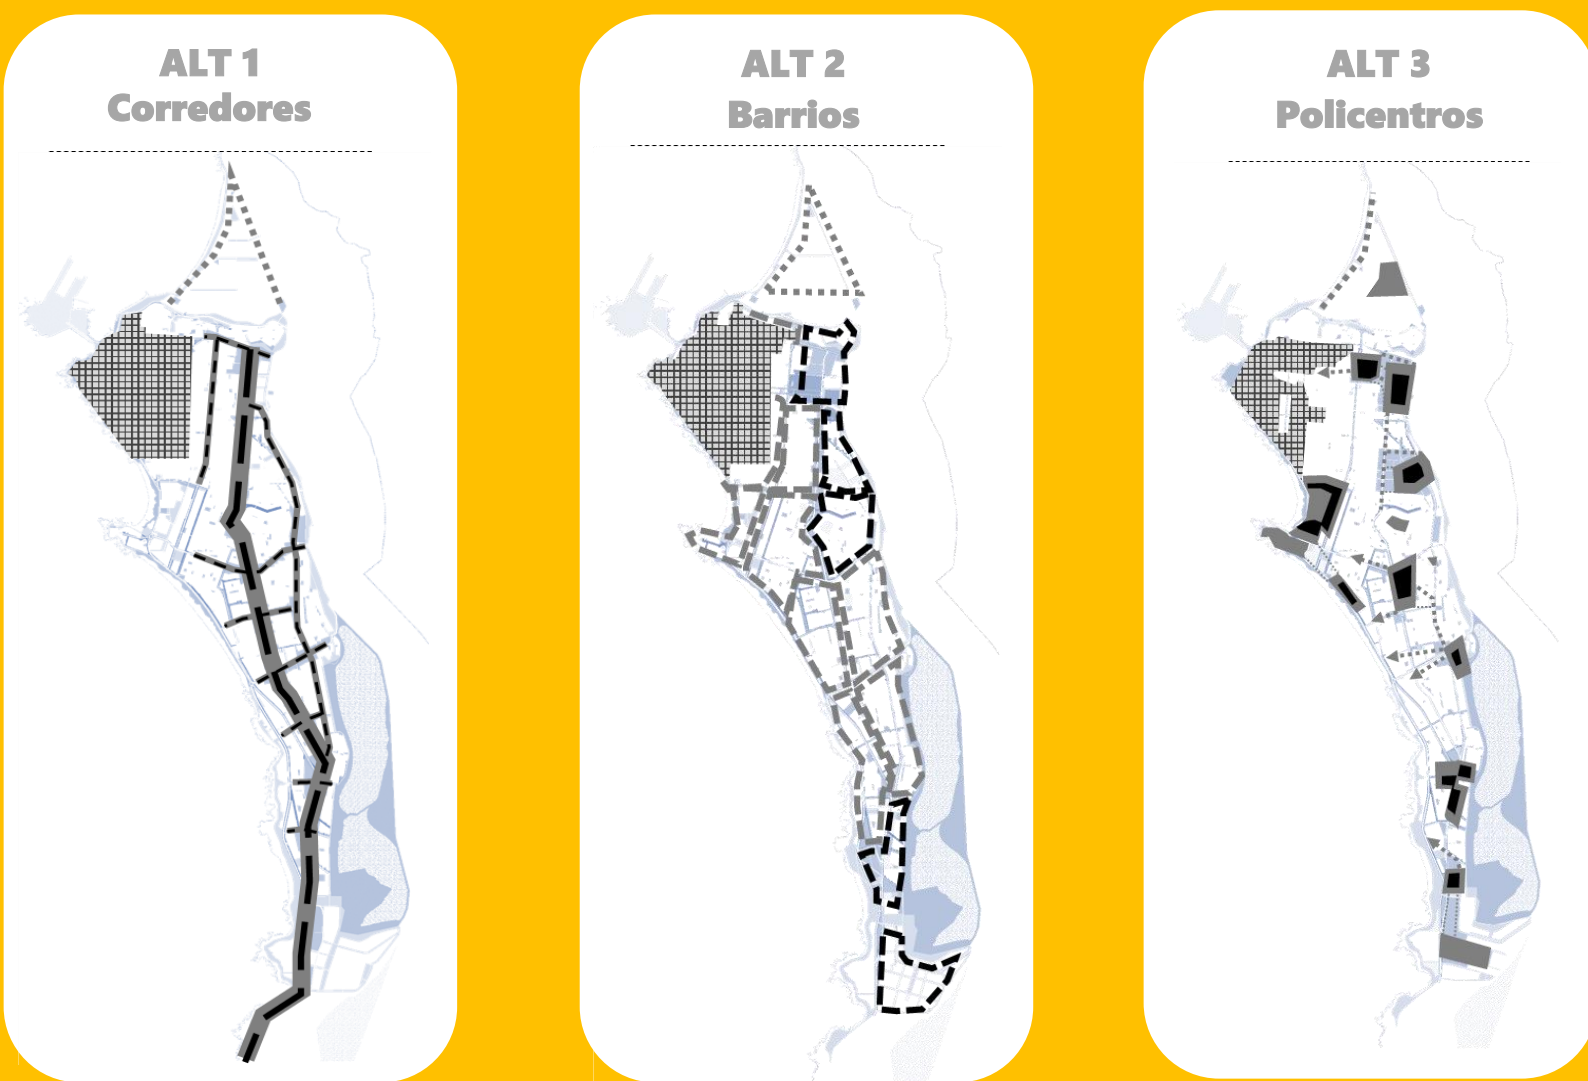 ALT 1
Corredores
ALT 2
Barrios
ALT 3
Policentros